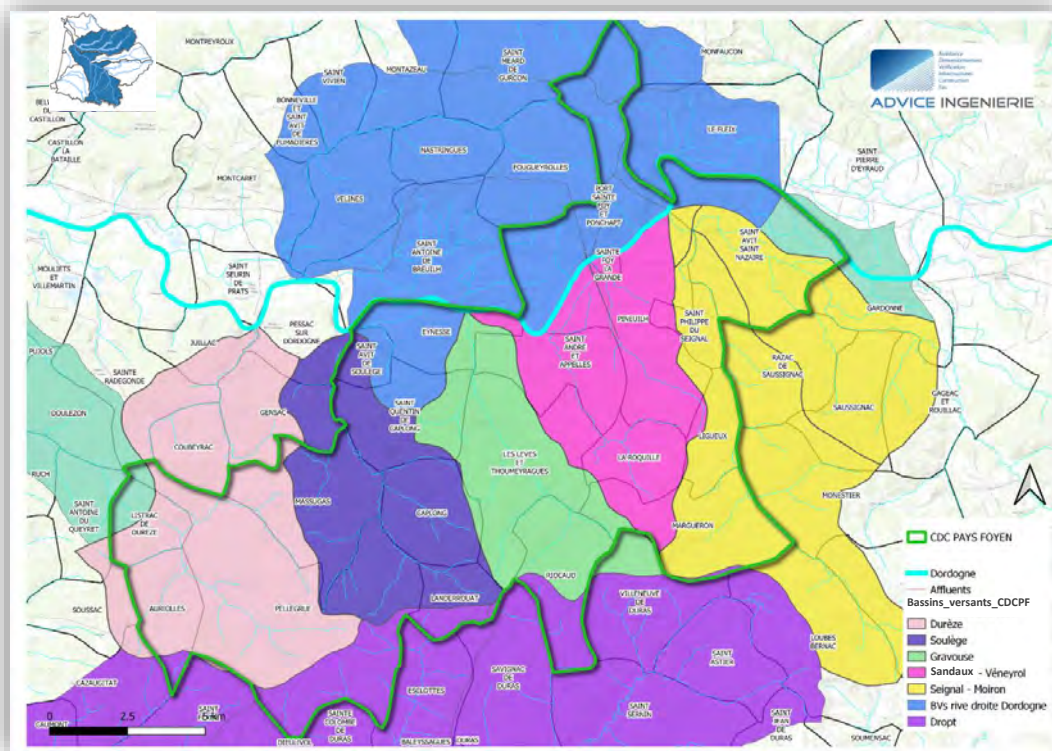 MONTREYROUX
MONTAZEAU
SAINT
MEARD
DE
GURCON
MONFAUCON
SAINT
VIVIEN
BONNEVILLE
ET
SAINT
AVIT
DE
FUMADIERES
CASTILLON
LA
BATAILLE
ADVICE INGENIERIE
LE FLEIX
NASTRINGUES
FOUGUEYROLLES
SAINT
PIERRE
D'EYRAUD
MONTCARET
VELINES
PORT
SAINTE
FOY
ET
PONCHAPT
SAINT
ANTOINE
DE
BREUILH
SAINTE
FOY
LA
GRANDE
SAINT
AVIT
SAINT
NAZAIRE
MOULIETS
ET
VILLEMARTIN
SAINT
SEURIN
DE
PRATS
GARDONNE
PESSAC
SUR
DORDOGNE
EYNESSE
PINEUILH
SAINT
PHILIPPE
DU
SEIGNAL
JUILLAC
SAINT
AVIT
DE
SOULEGE
SAINT
ANDRE
ET
APPELLES
PUJOLS
SAINTE
RADEGONDE
RAZAC
DE
SAUSSIGNAC
GAGEAC
ET
ROUILLAC
DOULEZON
GENSAC
SAINT
QUENTIN
DE
CAPLONG
SAUSSIGNAC
COUBEYRAC
LIGUEUX
LES LEVES
ET
THOUMEYRAGUES
LA ROQUILLE
RUCH
MASSUGAS
MONESTIER
SAINT
ANTOINE
DU
QUEYRET
LISTRAC
DE
DUREZE
CAPLONG
MARGUERON
RIOCAUD
SOUSSAC
AURIOLLES
PELLEGRUE
LANDERROUAT
VILLENEUVE
DE
DURAS
LOUBES
BERNAC
CAZAUGITAT
SAVIGNAC
DE
DURAS
SAINT
ASTIER
ESCLOTTES
SAINTE
COLOMBE
DE
DURAS
SAINT
SERNIN
SAINT
JEAN
DE
DURAS
BALEYSSAGUES
DURAS
SOUMENSAC
0 2.5 5 km
CDC PAYS FOYEN
Dordogne
Affluents
Bassins_versants_CDCPF
Durèze
Soulège
Gravouse
Sandaux - Véneyrol
Seignal - Moiron
BVs rive droite Dordogne
Dropt